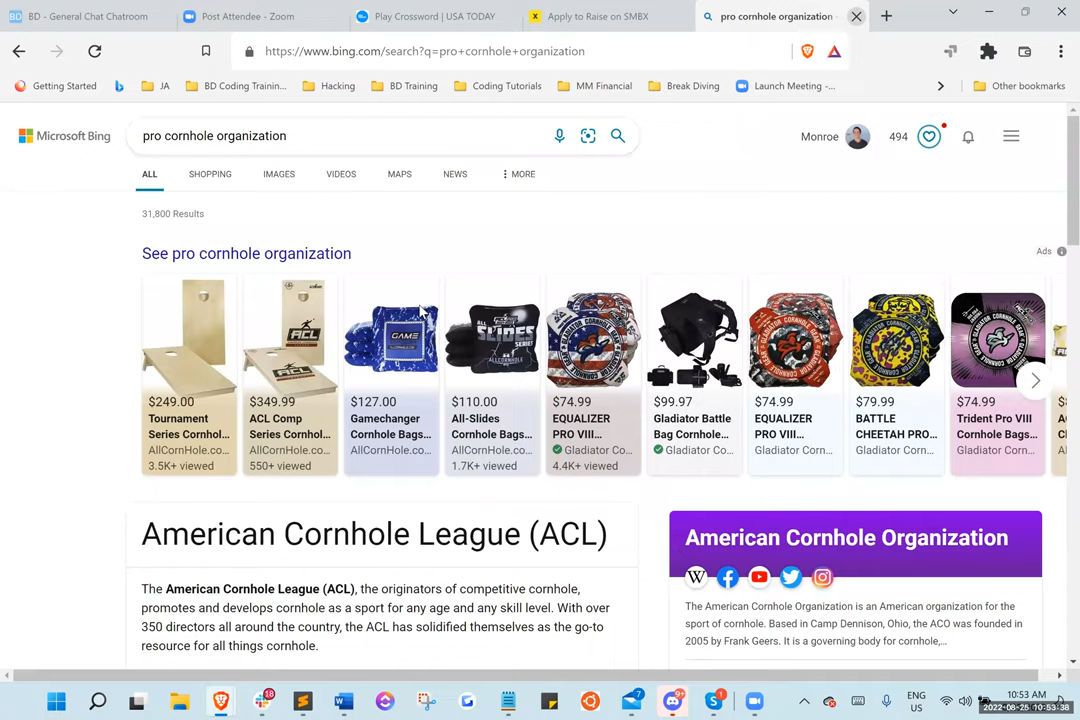 BD - General Chat Chatroom
Post Attendee - Zoom
Play Crossword | USA TODAY
Apply to Raise on SMBX
pro cornhole organization
https://www.bing.com/search?q=pro+cornhole+organization
Getting Started
JA
BD Coding Trainin...
Hacking
BD Training
Coding Tutorials
MM Financial
Break Diving
Launch Meeting -...
Other bookmarks
Microsoft Bing
pro cornhole organization
Monroe
494
ALL
SHOPPING
IMAGES
VIDEOS
MAPS
NEWS
MORE
31,800 Results
See pro cornhole organization
Ads
$249.00
Tournament
Series Cornhol...
AllCornHole.co...
3.5K+ viewed
$349.99
ACL Comp
Series Cornhol...
AllCornHole.co...
550+ viewed
$127.00
Gamechanger
Cornhole Bags...
AllCornHole.co...
$110.00
All-Slides
Cornhole Bags...
AllCornHole.co...
1.7K+ viewed
$74.99
EQUALIZER
PRO VIII...
Gladiator Co...
4.4K+ viewed
$99.97
Gladiator Battle
Bag Cornhole...
Gladiator Co...
$74.99
EQUALIZER
PRO VIII...
Gladiator Corn...
$79.99
BATTLE
CHEETAH PRO...
Gladiator Corn...
$74.99
Trident Pro VIII
Cornhole Bags...
Gladiator Corn...
American Cornhole League (ACL)
The American Cornhole League (ACL), the originators of competitive cornhole,
promotes and develops cornhole as a sport for any age and any skill level. With over
350 directors all around the country, the ACL has solidified themselves as the go-to
resource for all things cornhole.
American Cornhole Organization
The American Cornhole Organization is an American organization for the
sport of cornhole. Based in Camp Dennison, Ohio, the ACO was founded in
2005 by Frank Geers. It is a governing body for cornhole,...
ENG
US
10:53 AM
2022-08-25 10:53:38